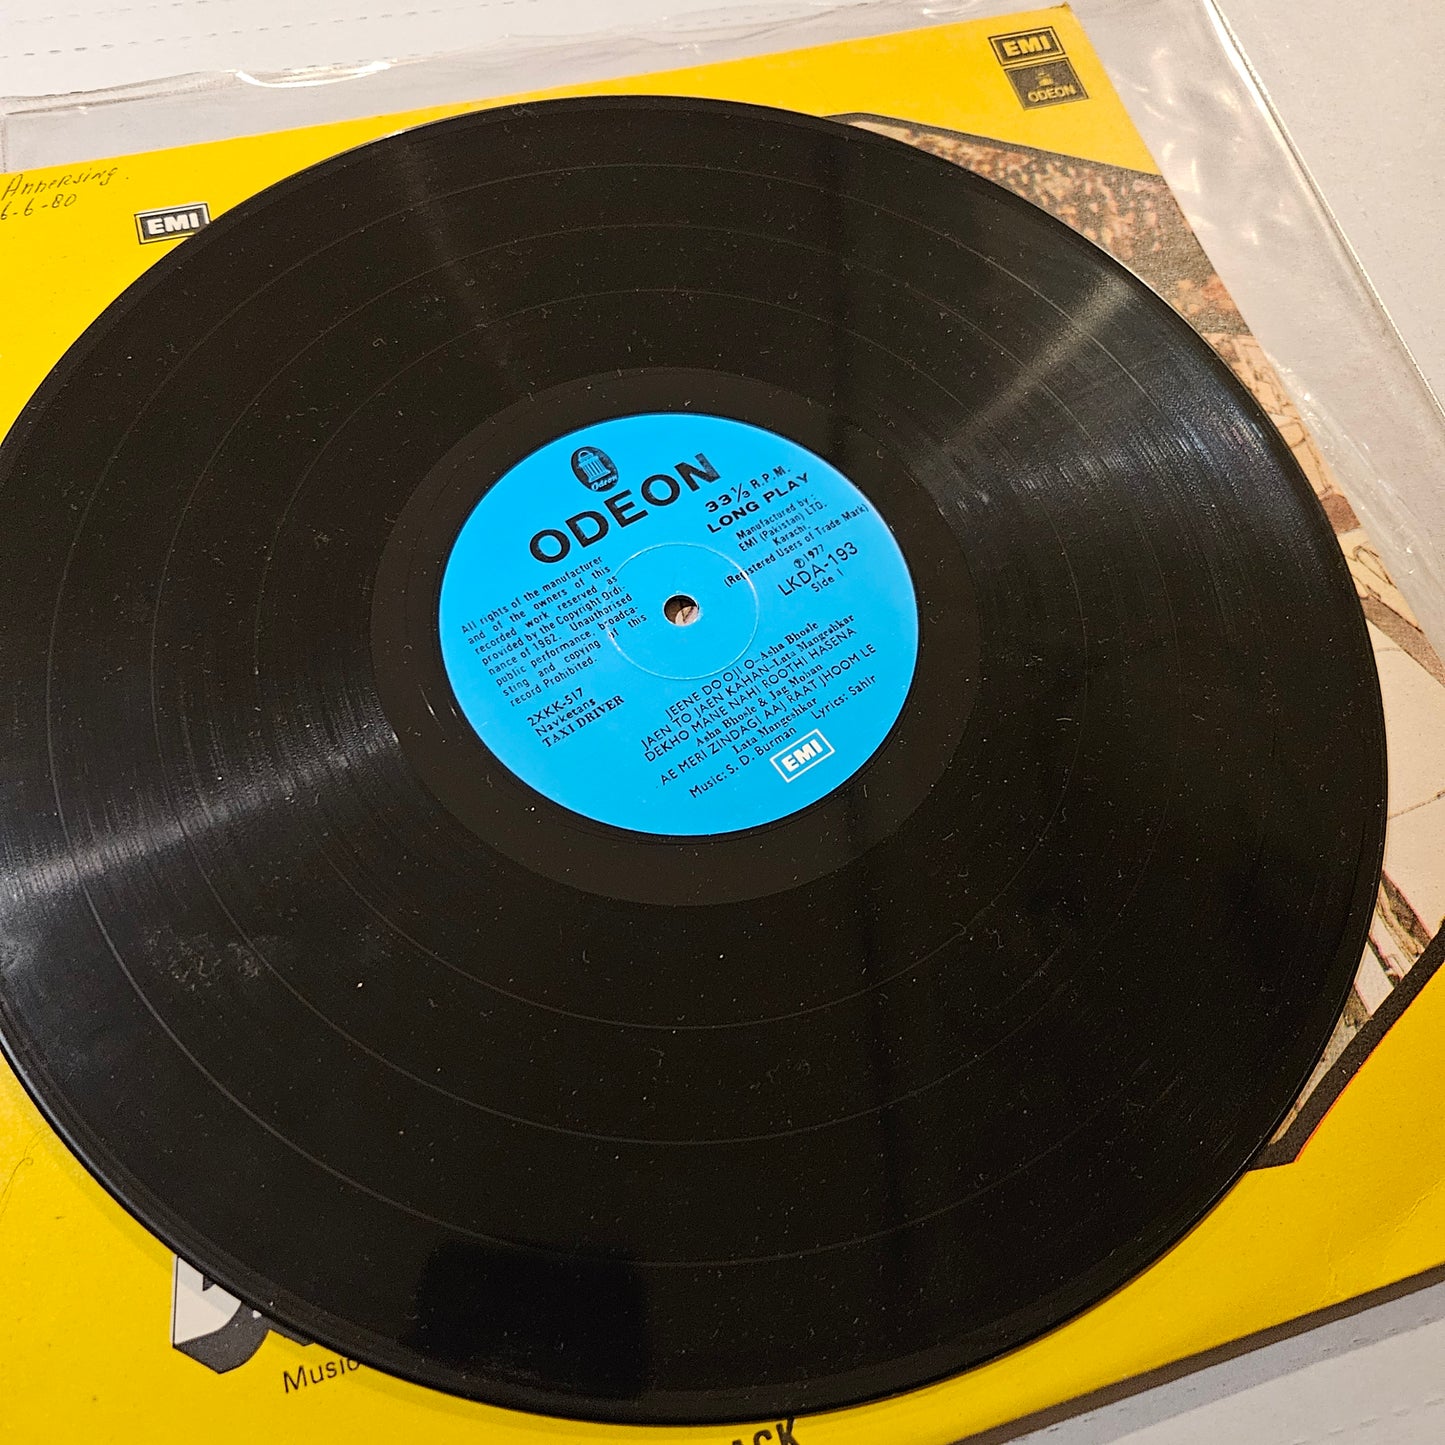 EMI
ODEON
6-6-80
EMI
Odeon
ODEON
33⅓ R.P.M.
LONG PLAY
Manufactured by :
EMI (Pakistan) LTD.
Karachi.
(Registered Users of Trade Mark)
Ⓟ1977
LKDA-193
Side 1
All rights of the manufacturer
and of the owners of this
recorded work reserved as
provided by the Copyright Ordi-
nance of 1962. Unauthorised
public performance, broadca-
sting and copying of this
record Prohibited.
2XKK-517
Navketans
TAXI DRIVER
JEENE DO OJI O-Asha Bhosle
JAEN TO JAEN KAHAN-Lata Mangeshkar
DEKHO MANE NAHI ROOTHI HASENA
Asha Bhosle & Jag Mohan
AE MERI ZINDAGI AAJ RAAT JHOOM LE
Lata Mangeshkar
Music: S. D. Burman Lyrics: Sahir
EMI
Music